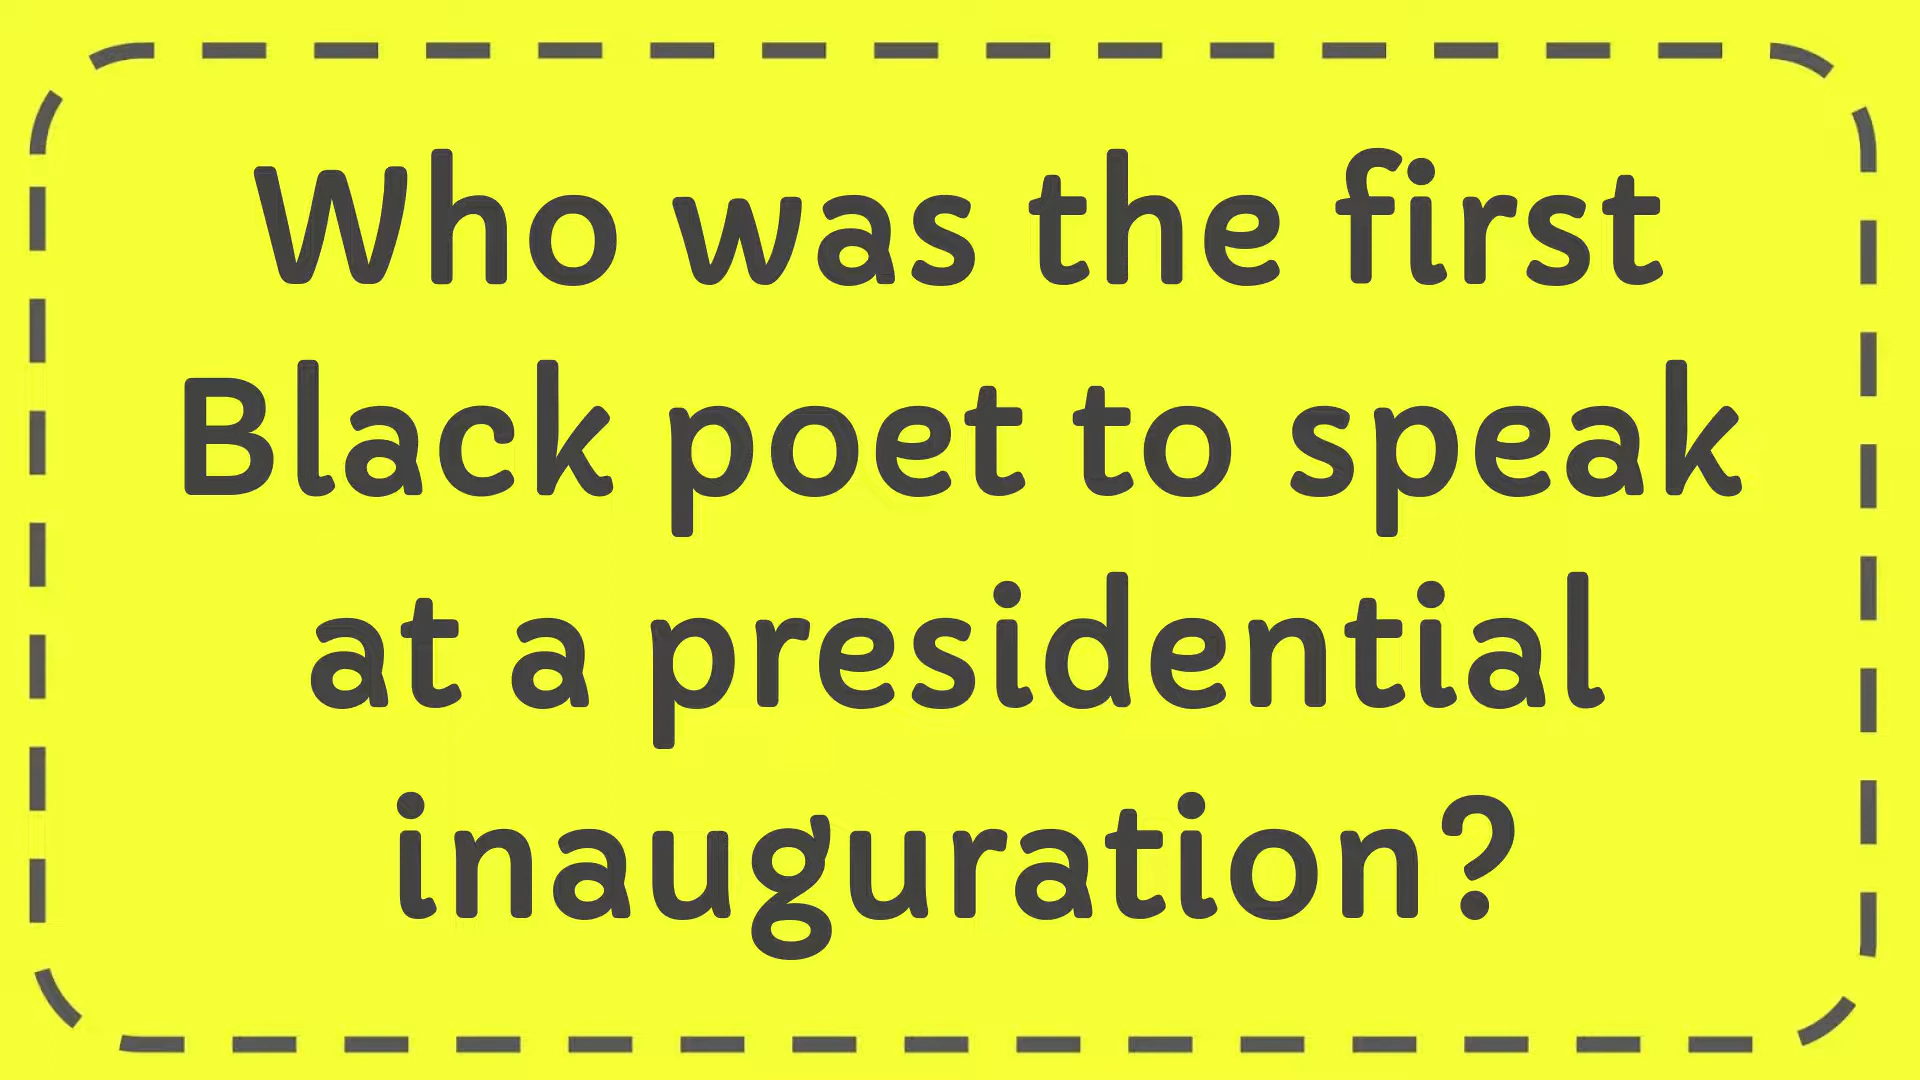 Who was the first
Black poet to speak
at a presidential
inauguration?